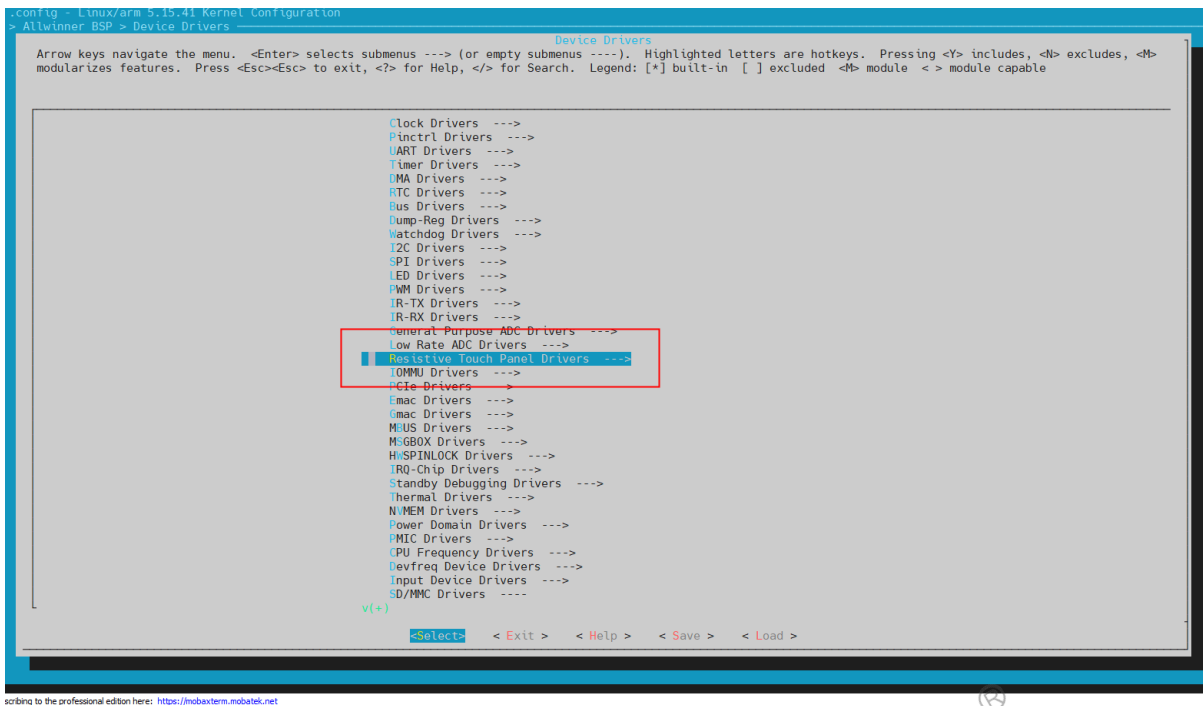 .config - Linux/arm 5.15.41 Kernel Configuration
> Allwinner BSP > Device Drivers
Device Drivers
Arrow keys navigate the menu. <Enter> selects submenus ---> (or empty submenus ----). Highlighted letters are hotkeys. Pressing <Y> includes, <N> excludes, <M>
modularizes features. Press <Esc><Esc> to exit, <?> for Help, </> for Search. Legend: [*] built-in [ ] excluded <M> module < > module capable
Clock Drivers --->
Pinctrl Drivers --->
UART Drivers --->
Timer Drivers --->
DMA Drivers --->
RTC Drivers --->
Bus Drivers --->
Dump-Reg Drivers --->
Watchdog Drivers --->
I2C Drivers --->
SPI Drivers --->
LED Drivers --->
PWM Drivers --->
IR-TX Drivers --->
IR-RX Drivers --->
General Purpose ADC Drivers --->
Low Rate ADC Drivers --->
Resistive Touch Panel Drivers --->
IOMMU Drivers --->
PCIe Drivers --->
Emac Drivers --->
Gmac Drivers --->
MBUS Drivers --->
MSGBOX Drivers --->
HWSPINLOCK Drivers --->
IRQ-Chip Drivers --->
Standby Debugging Drivers --->
Thermal Drivers --->
NVMEM Drivers --->
Power Domain Drivers --->
PMIC Drivers --->
CPU Frequency Drivers --->
Devfreq Device Drivers --->
Input Device Drivers --->
SD/MMC Drivers ----
v(+)
<Select> < Exit > < Help > < Save > < Load >
scribing to the professional edition here: https://mobaxterm.mobatek.net
®